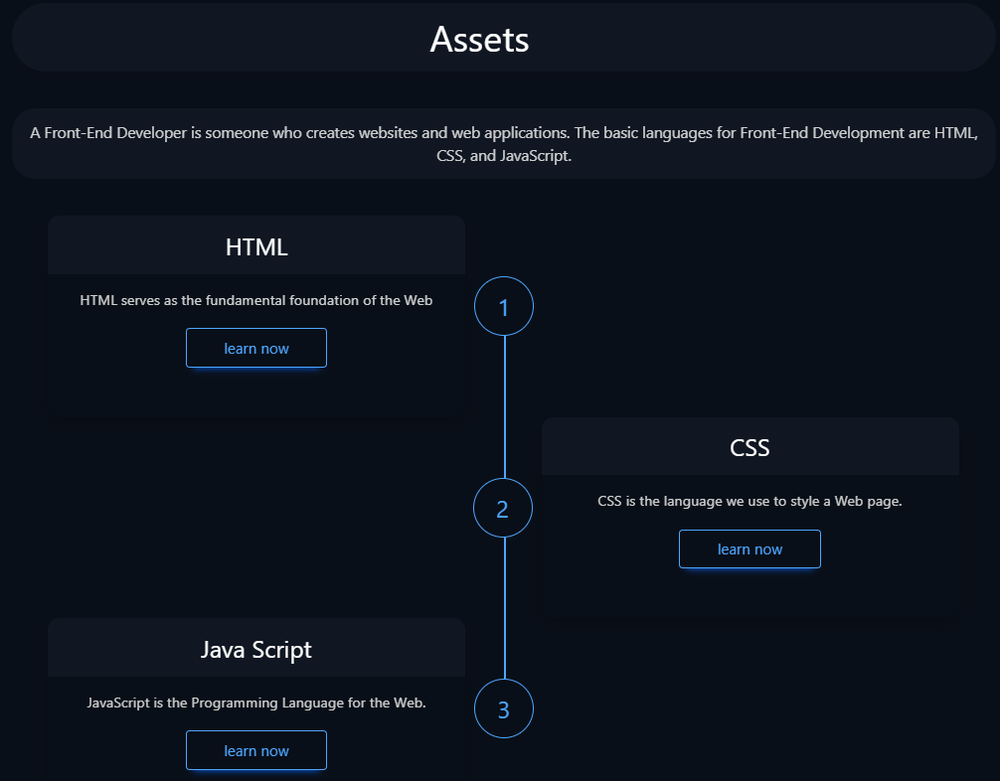 Assets
A Front-End Developer is someone who creates websites and web applications. The basic languages for Front-End Development are HTML,
CSS, and JavaScript.
HTML
HTML serves as the fundamental foundation of the Web
learn now
1
CSS
CSS is the language we use to style a Web page.
learn now
2
Java Script
JavaScript is the Programming Language for the Web.
learn now
3